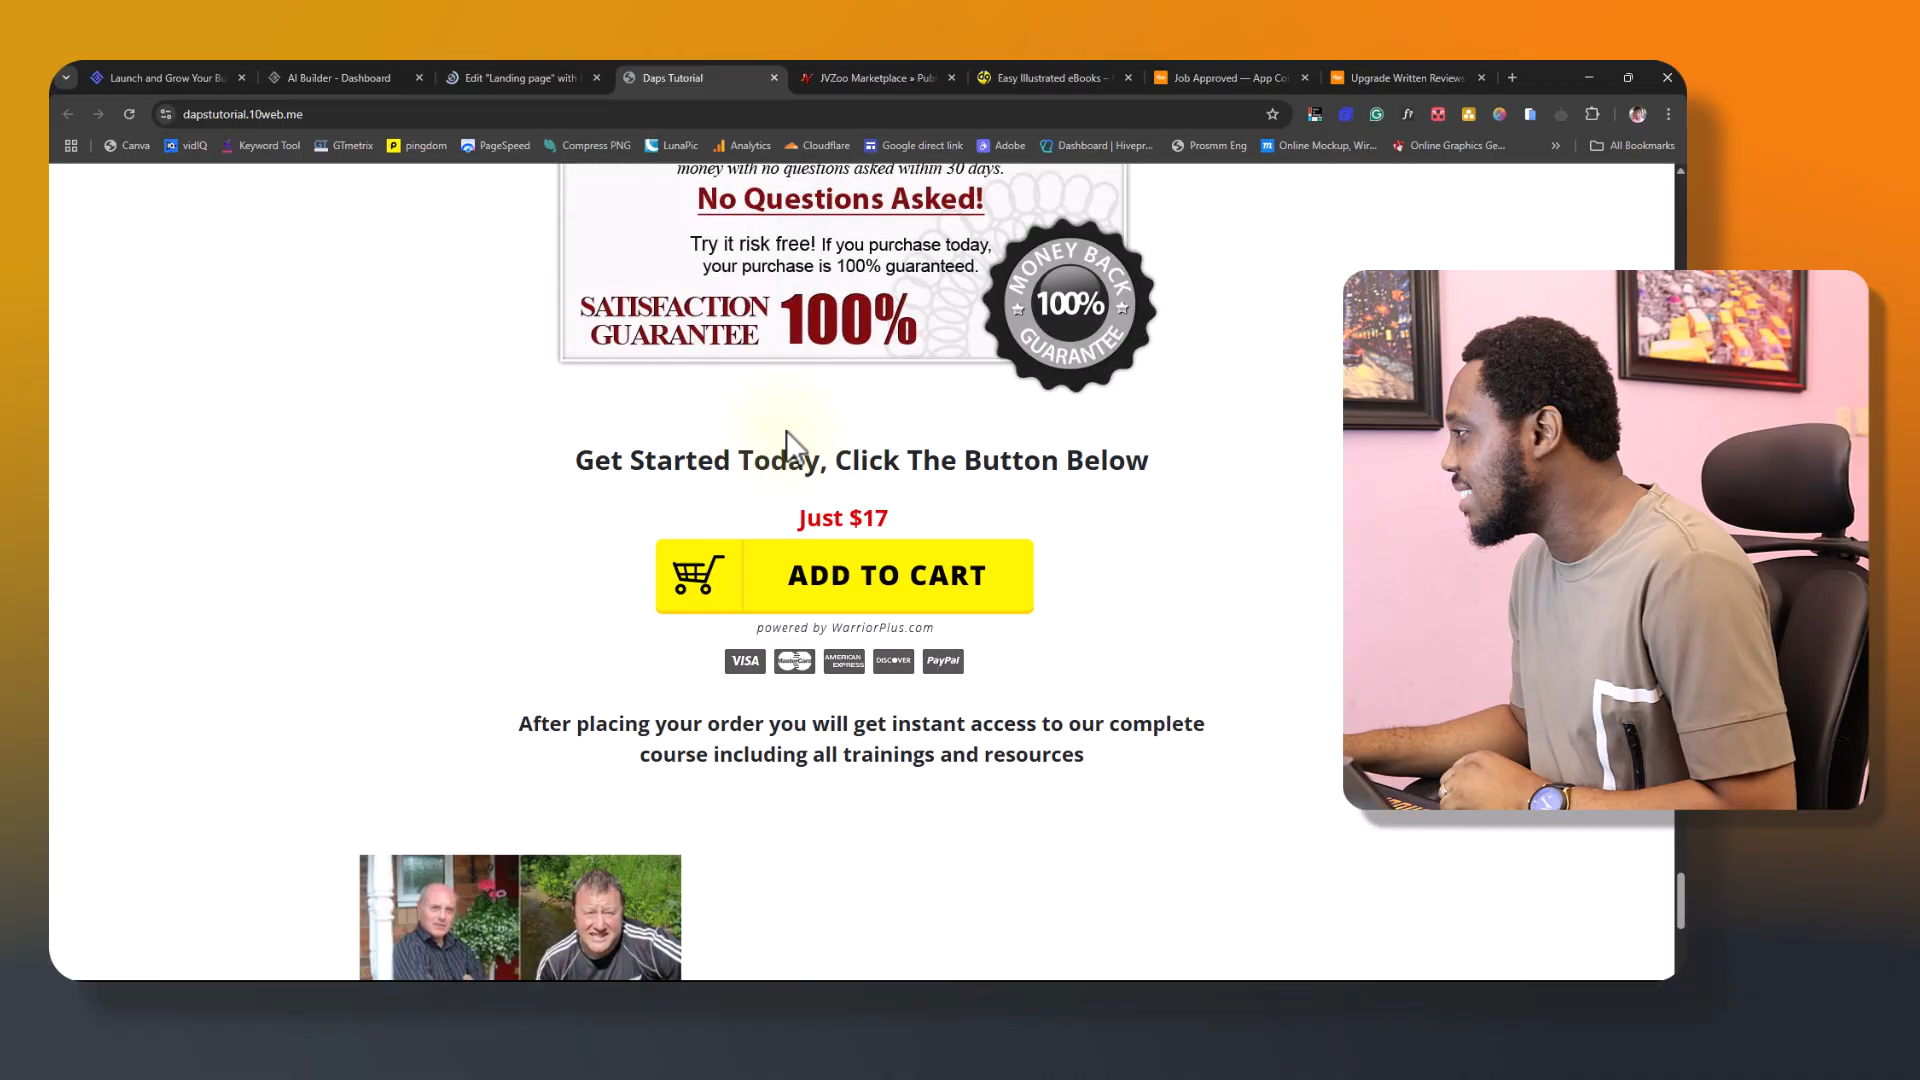 Launch and Grow Your Bu
AI Builder - Dashboard
Edit "Landing page" with
Daps Tutorial
JVZoo Marketplace » Publ
Easy Illustrated eBooks –
Job Approved — App Co
Upgrade Written Reviews
dapstutorial.10web.me
Canva
vidIQ
Keyword Tool
GTmetrix
pingdom
PageSpeed
Compress PNG
LunaPic
Analytics
Cloudflare
Google direct link
Adobe
Dashboard | Hivepr...
Prosmm Eng
Online Mockup, Wir...
Online Graphics Ge...
All Bookmarks
money with no questions asked within 30 days.
No Questions Asked!
Try it risk free! If you purchase today,
your purchase is 100% guaranteed.
SATISFACTION
GUARANTEE
100%
MONEY BACK
100%
GUARANTEE
Get Started Today, Click The Button Below
Just $17
ADD TO CART
powered by WarriorPlus.com
VISA
MasterCard
AMERICAN
EXPRESS
DISCOVER
PayPal
After placing your order you will get instant access to our complete
course including all trainings and resources